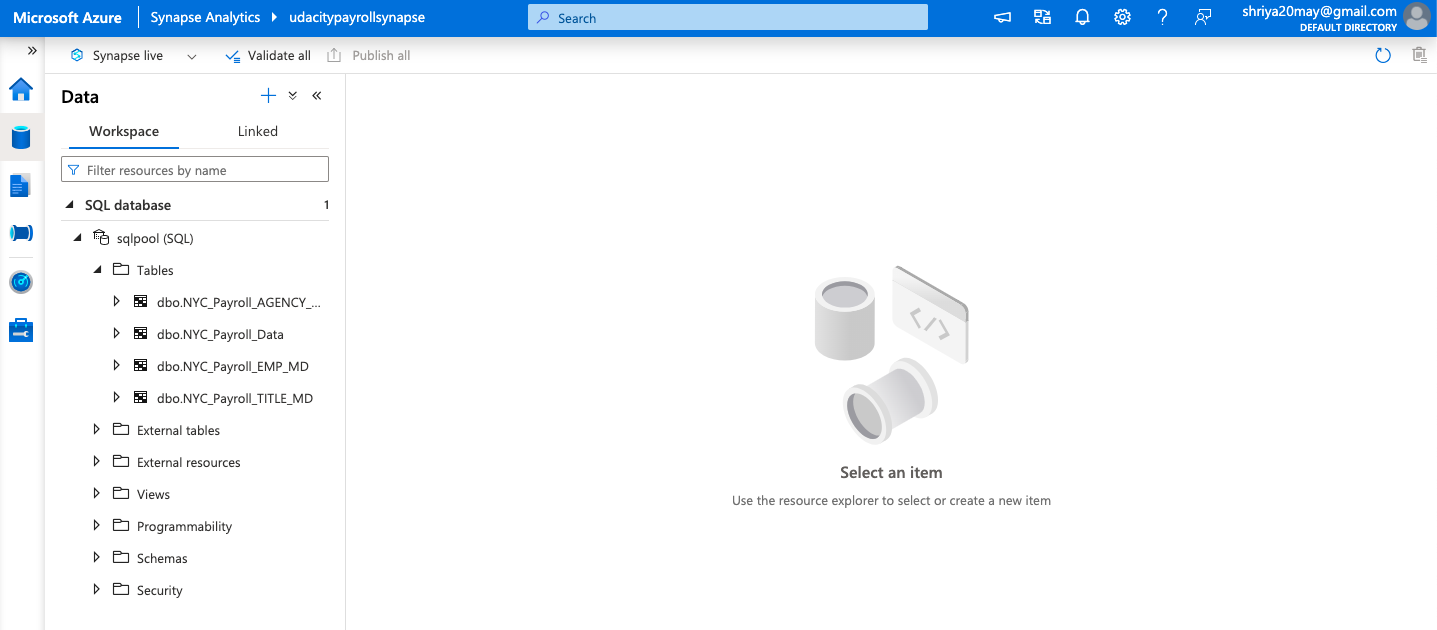 Microsoft Azure
Synapse Analytics
udacitypayrollsynapse
Search
shriya20may@gmail.com
DEFAULT DIRECTORY
Synapse live
Validate all
Publish all
Data
Workspace
Linked
Filter resources by name
SQL database 1
sqlpool (SQL)
Tables
dbo.NYC_Payroll_AGENCY_...
dbo.NYC_Payroll_Data
dbo.NYC_Payroll_EMP_MD
dbo.NYC_Payroll_TITLE_MD
External tables
External resources
Views
Programmability
Schemas
Security
Select an item
Use the resource explorer to select or create a new item